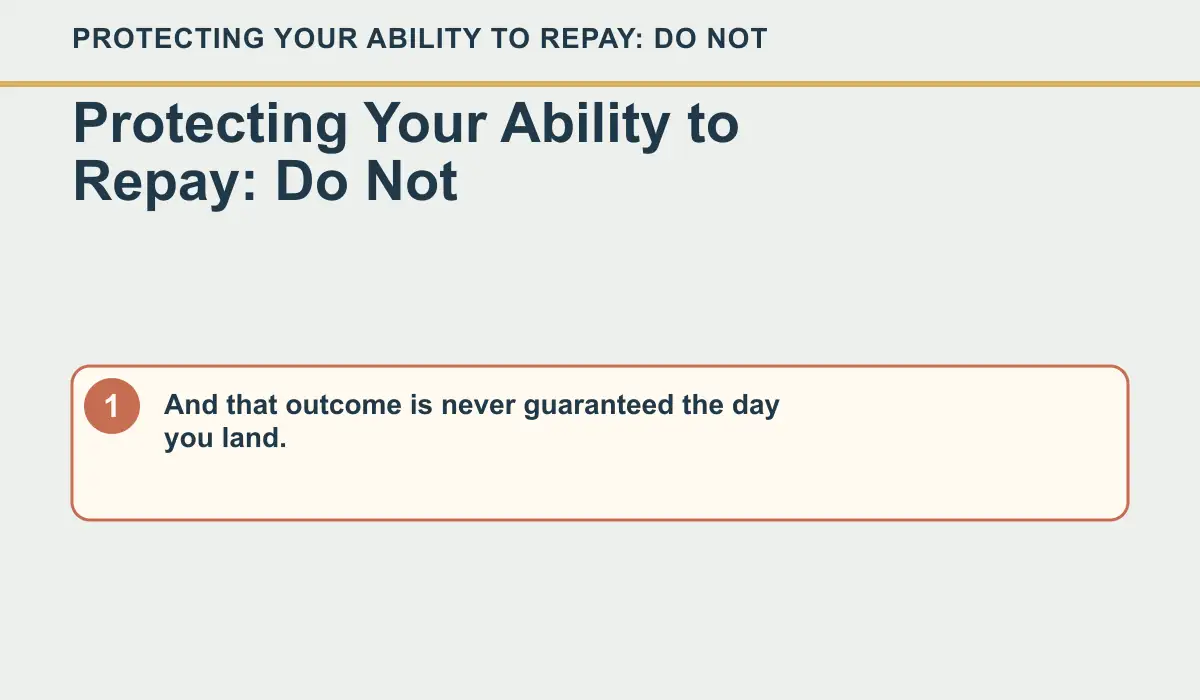 PROTECTING YOUR ABILITY TO REPAY: DO NOT
Protecting Your Ability to
Repay: Do Not
1
And that outcome is never guaranteed the day
you land.